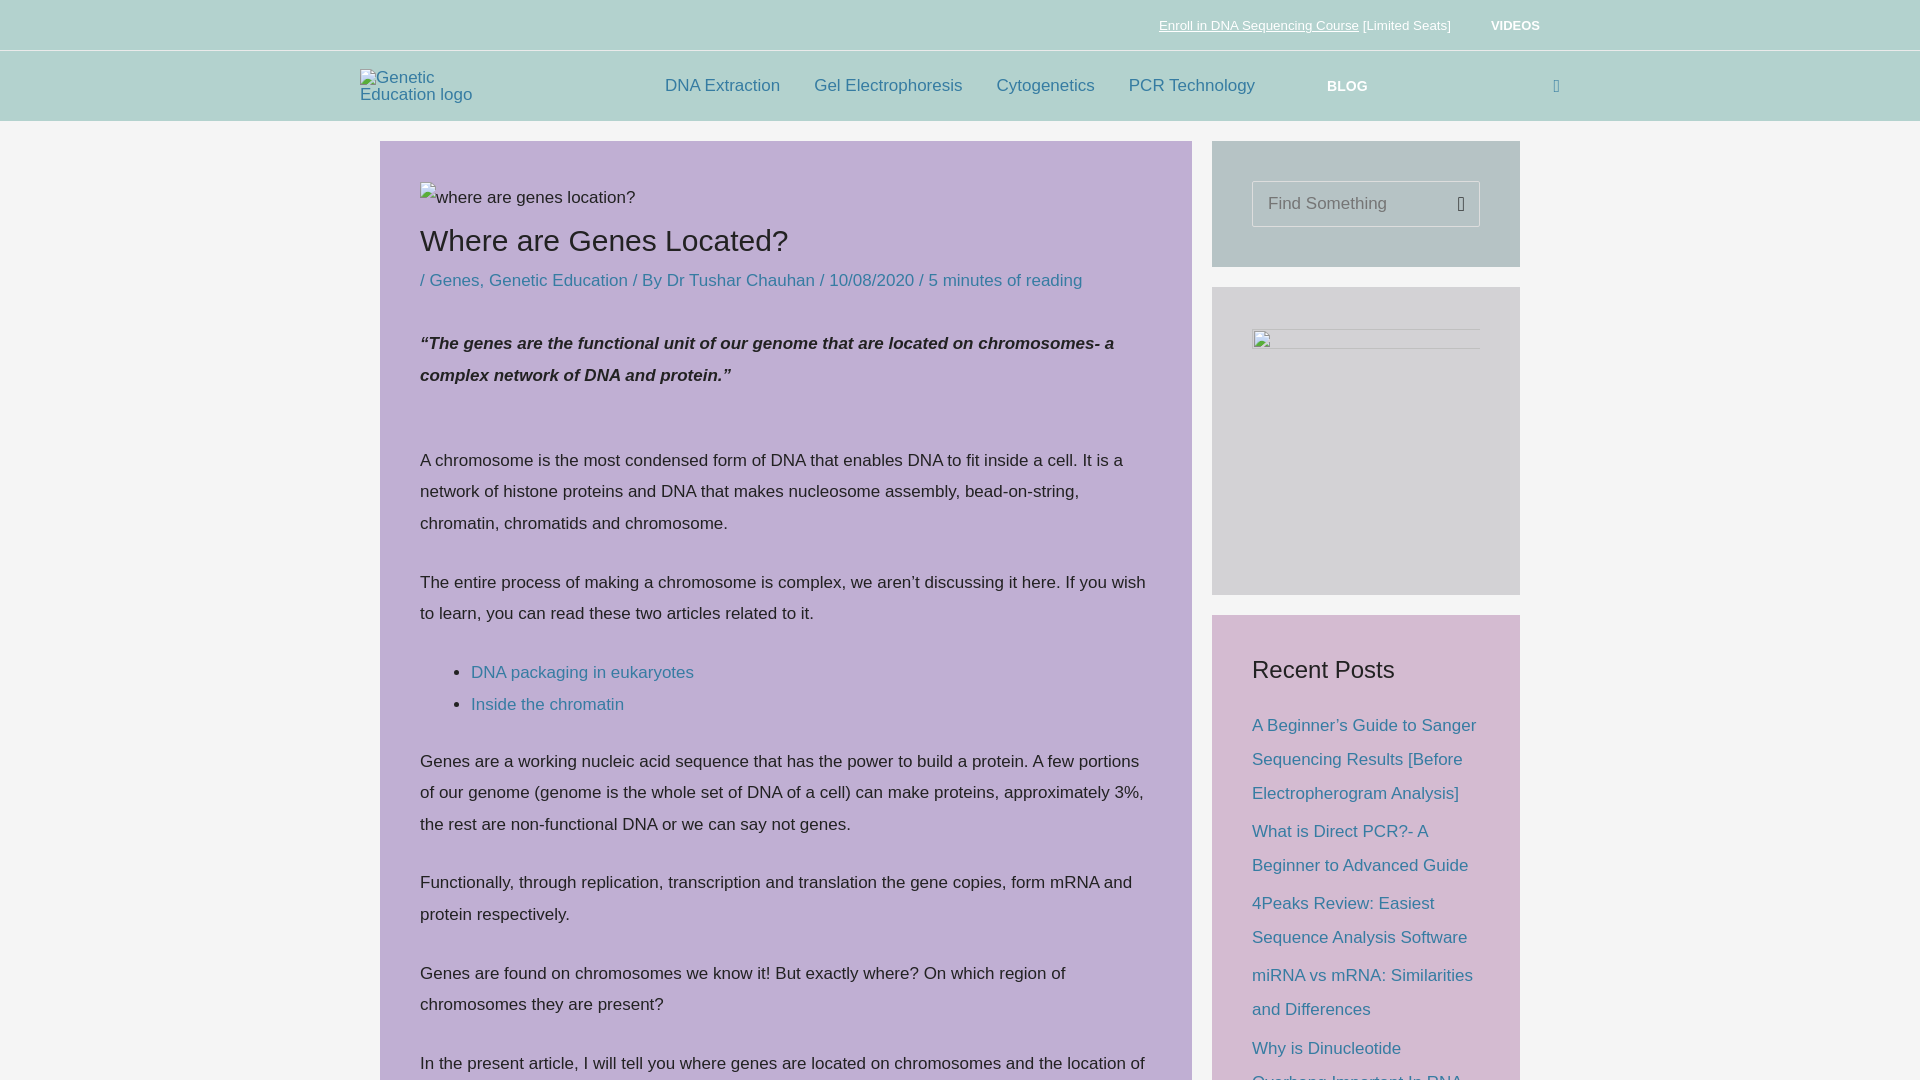 Enroll in DNA Sequencing Course [Limited Seats]
VIDEOS
Genetic
Education logo
DNA Extraction
Gel Electrophoresis
Cytogenetics
PCR Technology
BLOG
where are genes location?
Where are Genes Located?
/ Genes, Genetic Education / By Dr Tushar Chauhan / 10/08/2020 / 5 minutes of reading
“The genes are the functional unit of our genome that are located on chromosomes- a
complex network of DNA and protein.”
A chromosome is the most condensed form of DNA that enables DNA to fit inside a cell. It is a
network of histone proteins and DNA that makes nucleosome assembly, bead-on-string,
chromatin, chromatids and chromosome.
The entire process of making a chromosome is complex, we aren’t discussing it here. If you wish
to learn, you can read these two articles related to it.
• DNA packaging in eukaryotes
• Inside the chromatin
Genes are a working nucleic acid sequence that has the power to build a protein. A few portions
of our genome (genome is the whole set of DNA of a cell) can make proteins, approximately 3%,
the rest are non-functional DNA or we can say not genes.
Functionally, through replication, transcription and translation the gene copies, form mRNA and
protein respectively.
Genes are found on chromosomes we know it! But exactly where? On which region of
chromosomes they are present?
In the present article, I will tell you where genes are located on chromosomes and the location of
Find Something
Recent Posts
A Beginner’s Guide to Sanger
Sequencing Results [Before
Electropherogram Analysis]
What is Direct PCR?- A
Beginner to Advanced Guide
4Peaks Review: Easiest
Sequence Analysis Software
miRNA vs mRNA: Similarities
and Differences
Why is Dinucleotide
Overhang Important In RNA